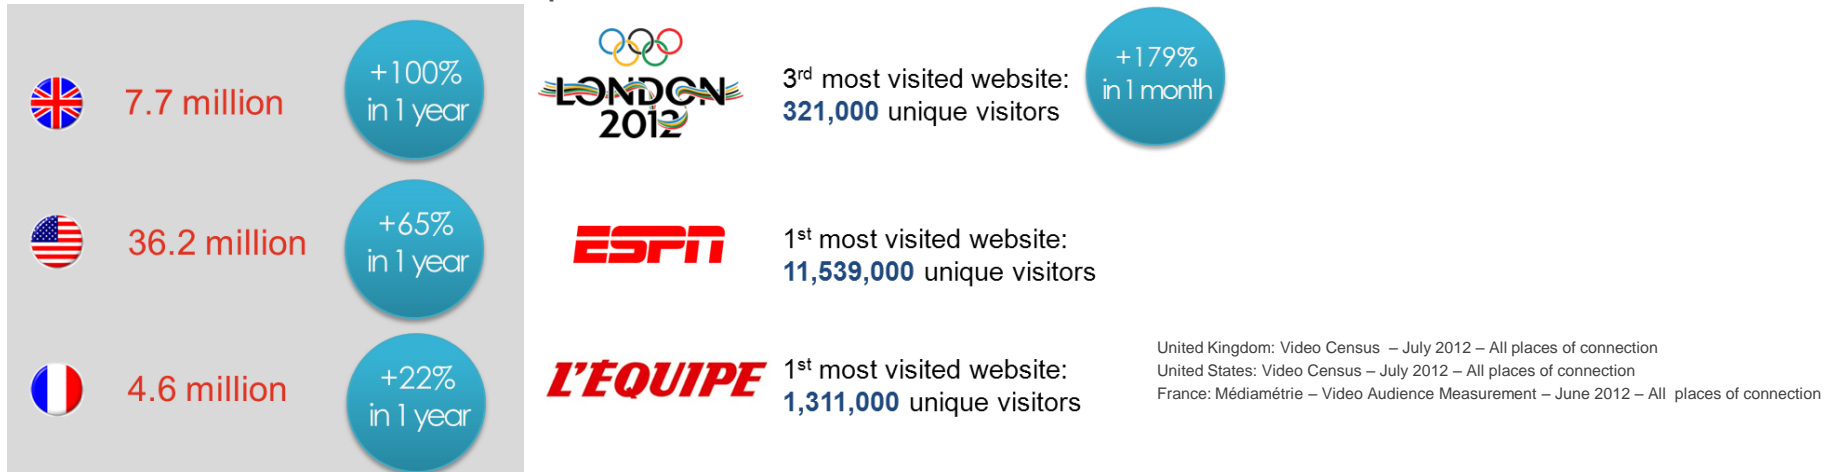 7.7 million
+100%
in 1 year
LONDON
2012
3rd most visited website:
321,000 unique visitors
+179%
in 1 month
36.2 million
+65%
in 1 year
ESPN
1st most visited website:
11,539,000 unique visitors
4.6 million
+22%
in 1 year
L'ÉQUIPE
1st most visited website:
1,311,000 unique visitors
United Kingdom: Video Census – July 2012 – All places of connection
United States: Video Census – July 2012 – All places of connection
France: Médiamétrie – Video Audience Measurement – June 2012 – All places of connection